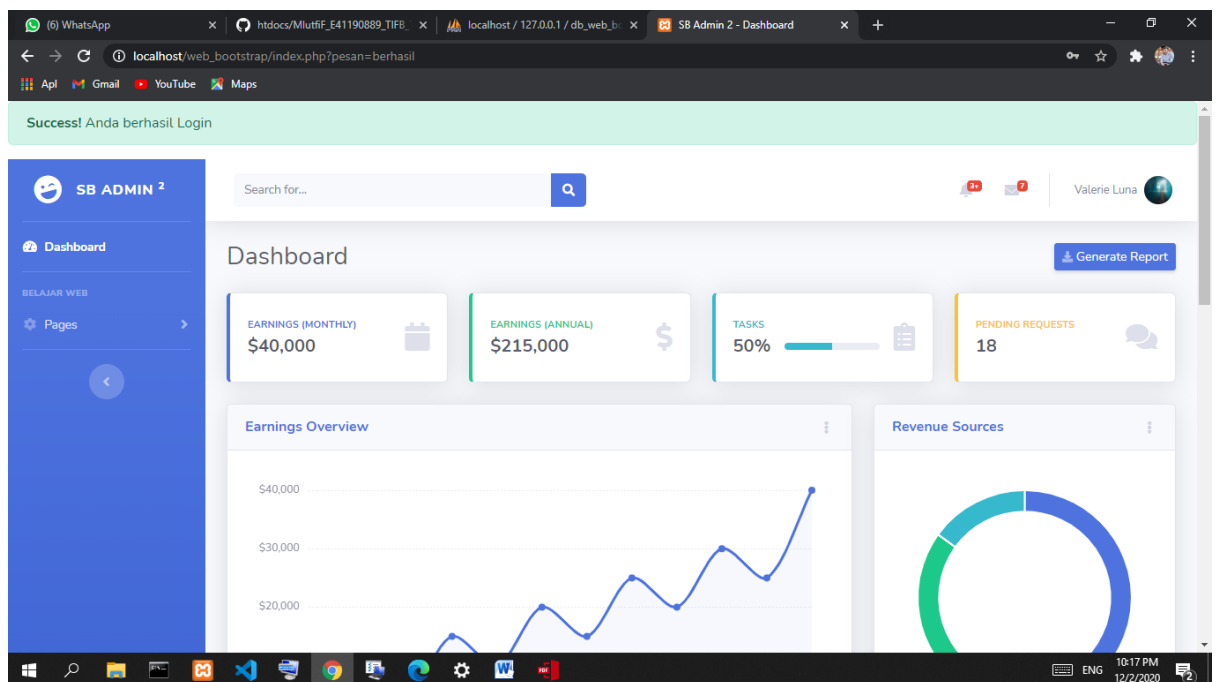 (6) WhatsApp
htdocs/MlutfiF_E41190889_TIFB_
localhost / 127.0.0.1 / db_web_bo
SB Admin 2 - Dashboard
localhost/web_bootstrap/index.php?pesan=berhasil
Apl
Gmail
YouTube
Maps
Success! Anda berhasil Login
SB ADMIN 2
Search for...
3+
7
Valerie Luna
Dashboard
Dashboard
Generate Report
BELAJAR WEB
Pages
EARNINGS (MONTHLY)
$40,000
EARNINGS (ANNUAL)
$215,000
TASKS
50%
PENDING REQUESTS
18
Earnings Overview
Revenue Sources
$40,000
$30,000
$20,000
ENG
10:17 PM
12/2/2020
2